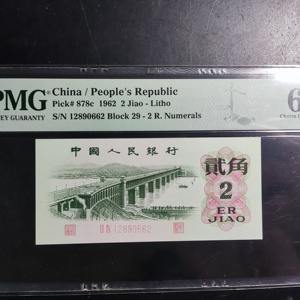 PMG
China / People's Republic
Pick# 878c 1962 2 Jiao - Litho
S/N 12890662 Block 29 - 2 R. Numerals
6
中国人民银行
贰角
2
ER
JIAO
12890662